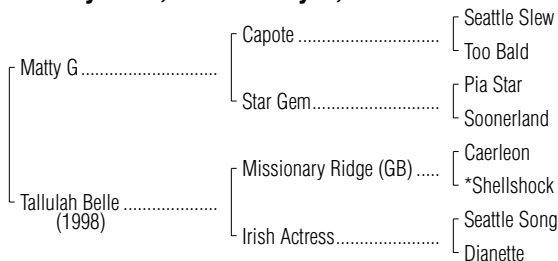 Seattle Slew
Capote ..............................
Too Bald
Matty G .............................
Pia Star
Star Gem...........................
Soonerland
Caerleon
Missionary Ridge (GB) .....
*Shellshock
Tallulah Belle ....................
(1998)
Seattle Song
Irish Actress......................
Dianette